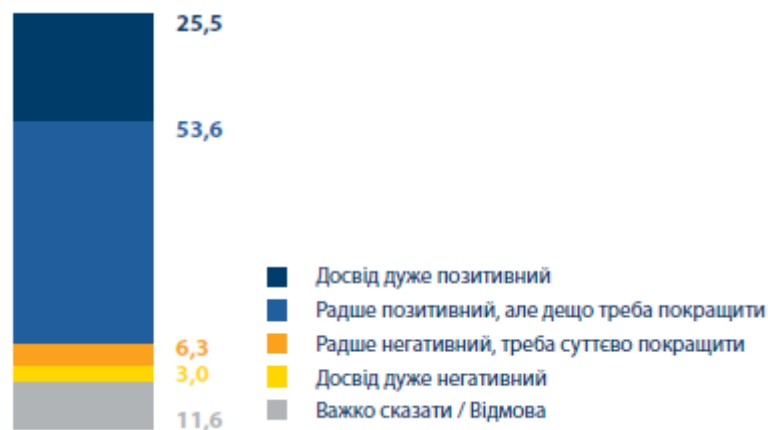 25,5
53,6
Досвід дуже позитивний
Радше позитивний, але дещо треба покращити
6,3
Радше негативний, треба суттєво покращити
3,0
Досвід дуже негативний
11,6
Важко сказати / Відмова